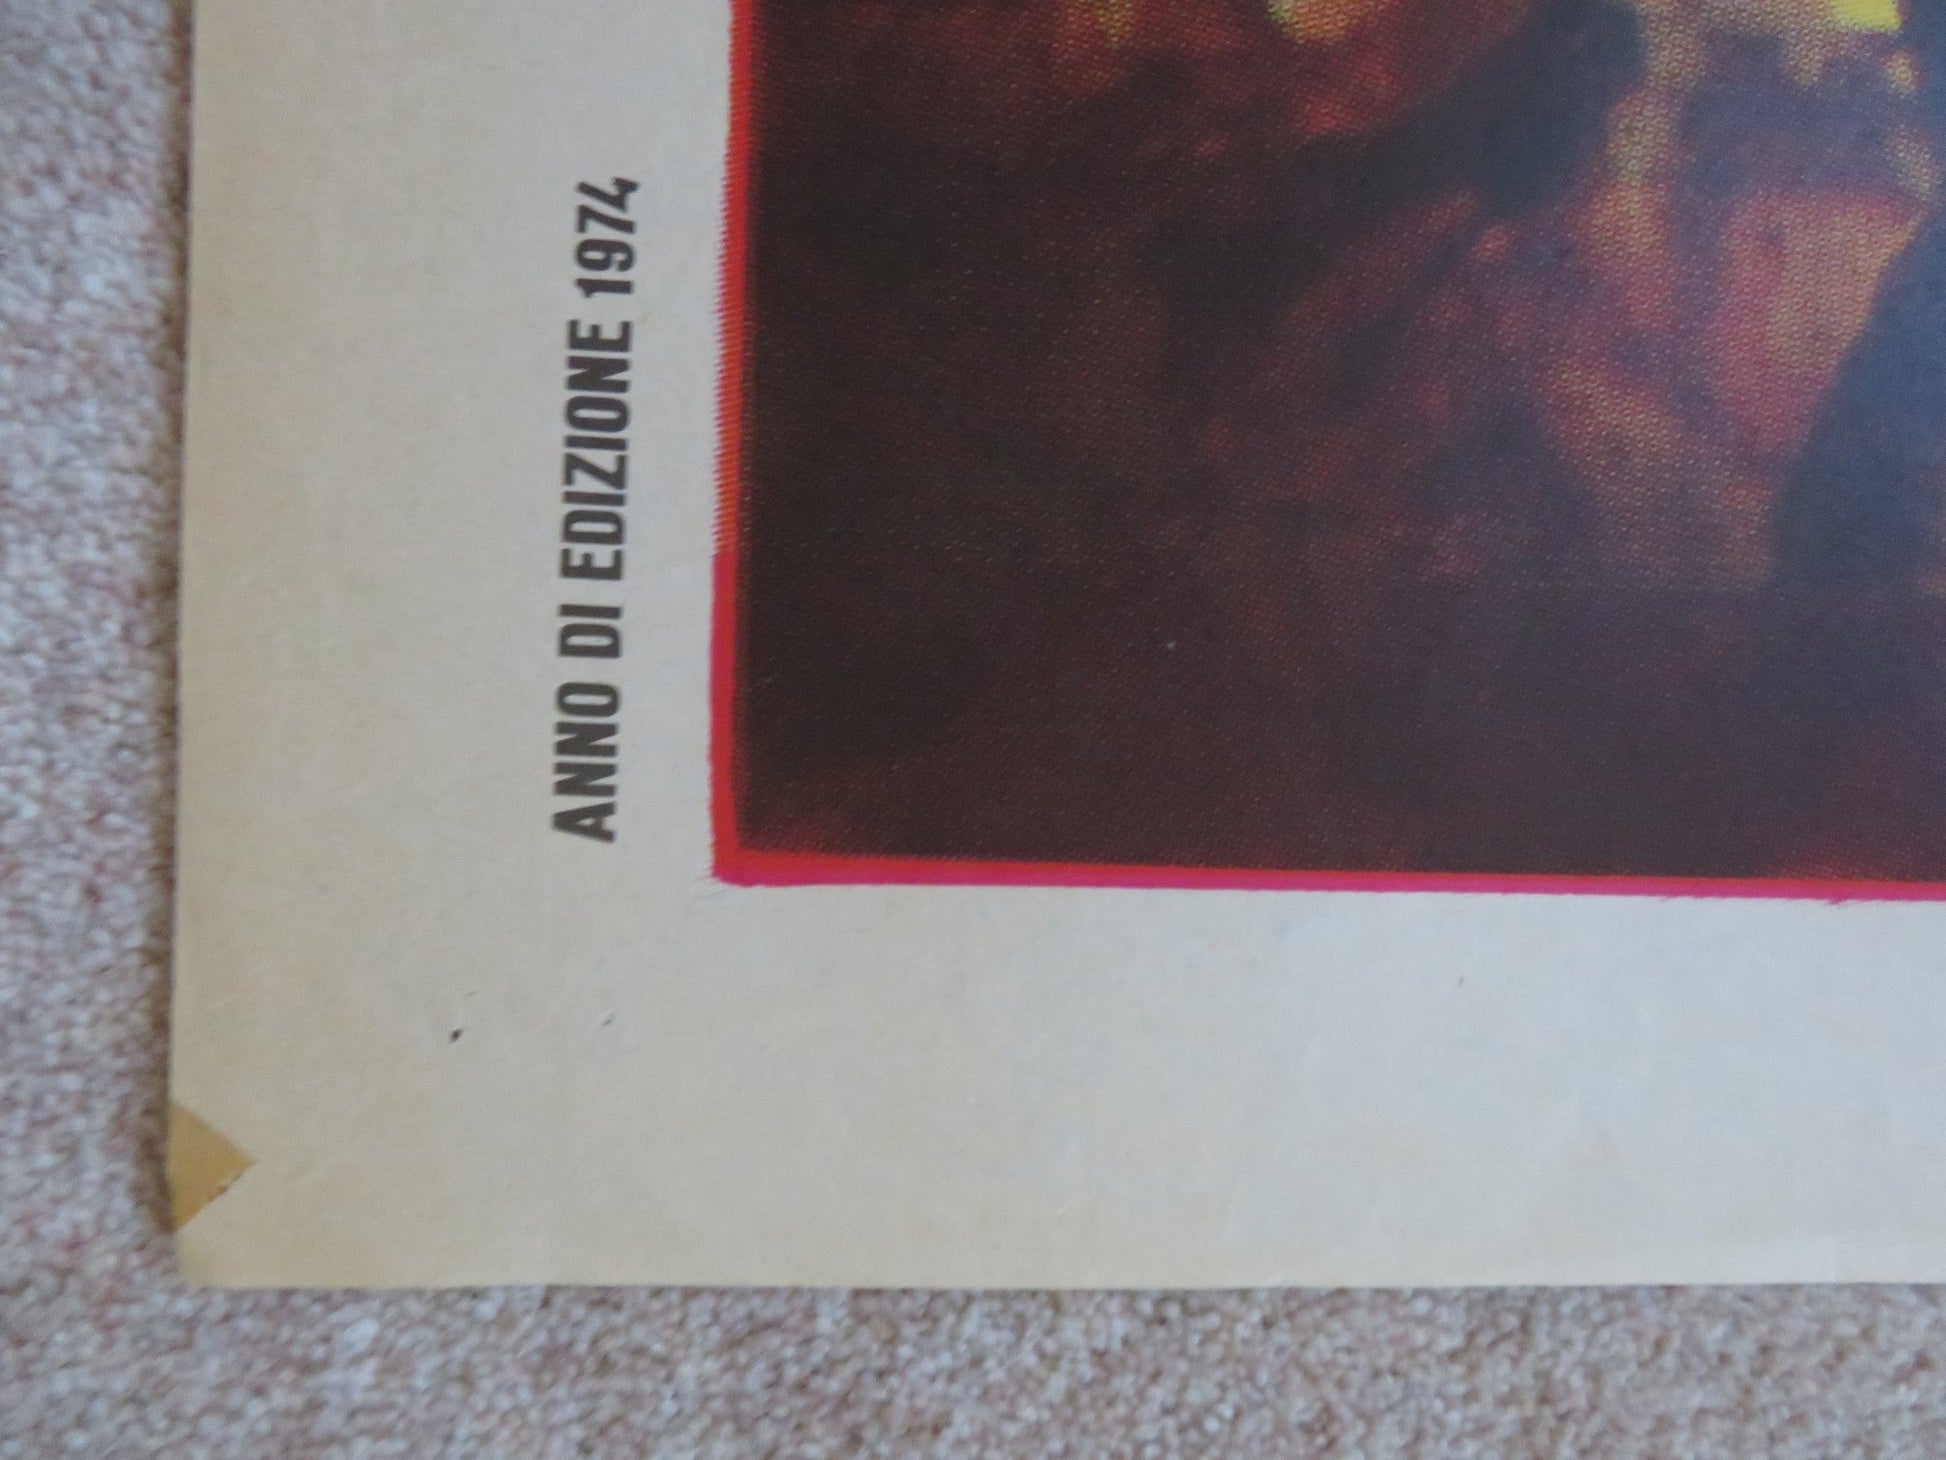 ANNO DI EDIZIONE 1974